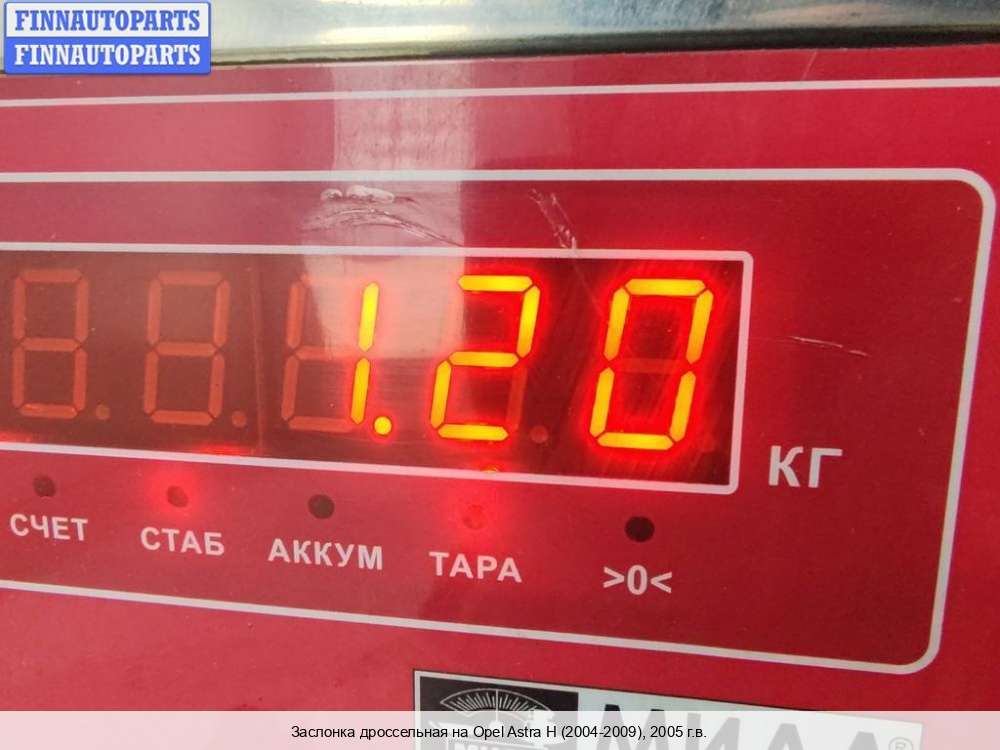 FINNAUTOPARTS
FINNAUTOPARTS
1.20
КГ
СЧЕТ СТАБ АККУМ ТАРА >0<
Заслонка дроссельная на Opel Astra H (2004-2009), 2005 г.в.